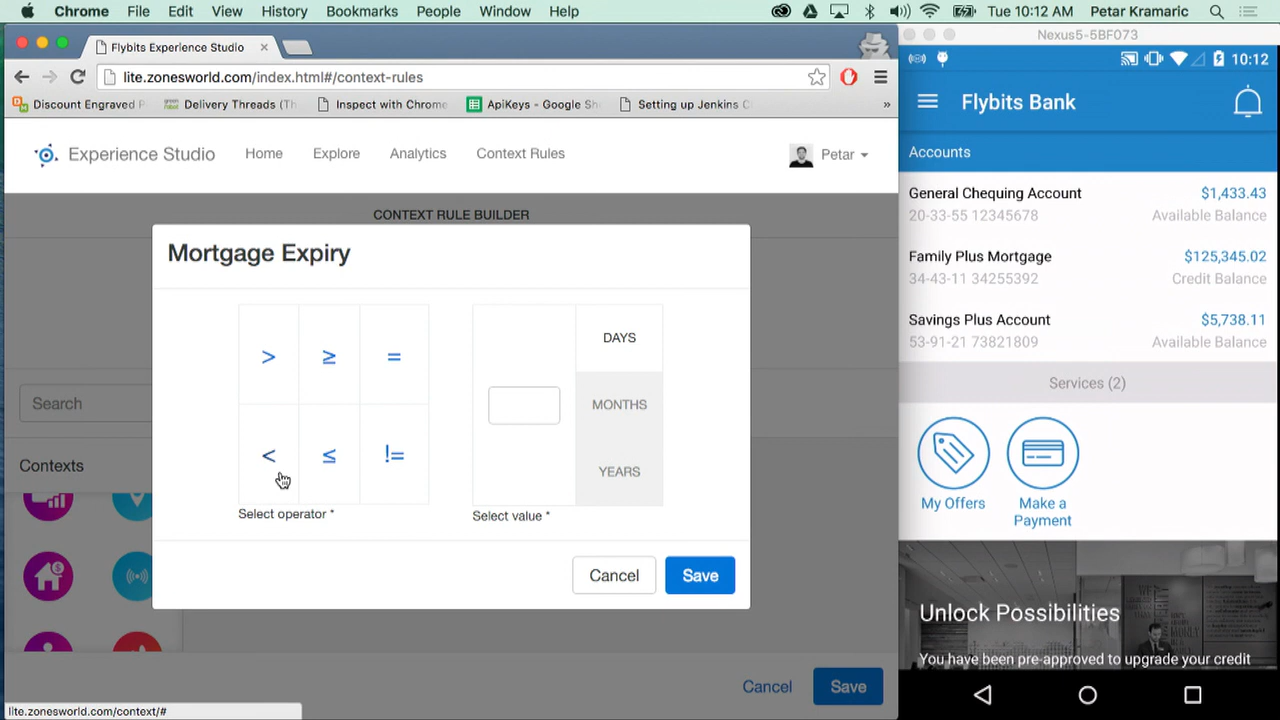 Chrome File Edit View History Bookmarks People Window Help
Tue 10:12 AM Petar Kramaric
Flybits Experience Studio
lite.zonesworld.com/index.html#/context-rules
Discount Engraved Delivery Threads (Th Inspect with Chrome ApiKeys - Google Sh Setting up Jenkins »
Experience Studio Home Explore Analytics Context Rules Petar
CONTEXT RULE BUILDER
Mortgage Expiry
> ≥ =
< ≤ !=
DAYS
MONTHS
YEARS
Select operator *
Select value *
Cancel Save
Search
Contexts
Cancel Save
lite.zonesworld.com/context/#
Nexus5-5BF073
10:12
Flybits Bank
Accounts
General Chequing Account $1,433.43
20-33-55 12345678 Available Balance
Family Plus Mortgage $125,345.02
34-43-11 34255392 Credit Balance
Savings Plus Account $5,738.11
53-91-21 73821809 Available Balance
Services (2)
My Offers
Make a
Payment
Unlock Possibilities
You have been pre-approved to upgrade your credit